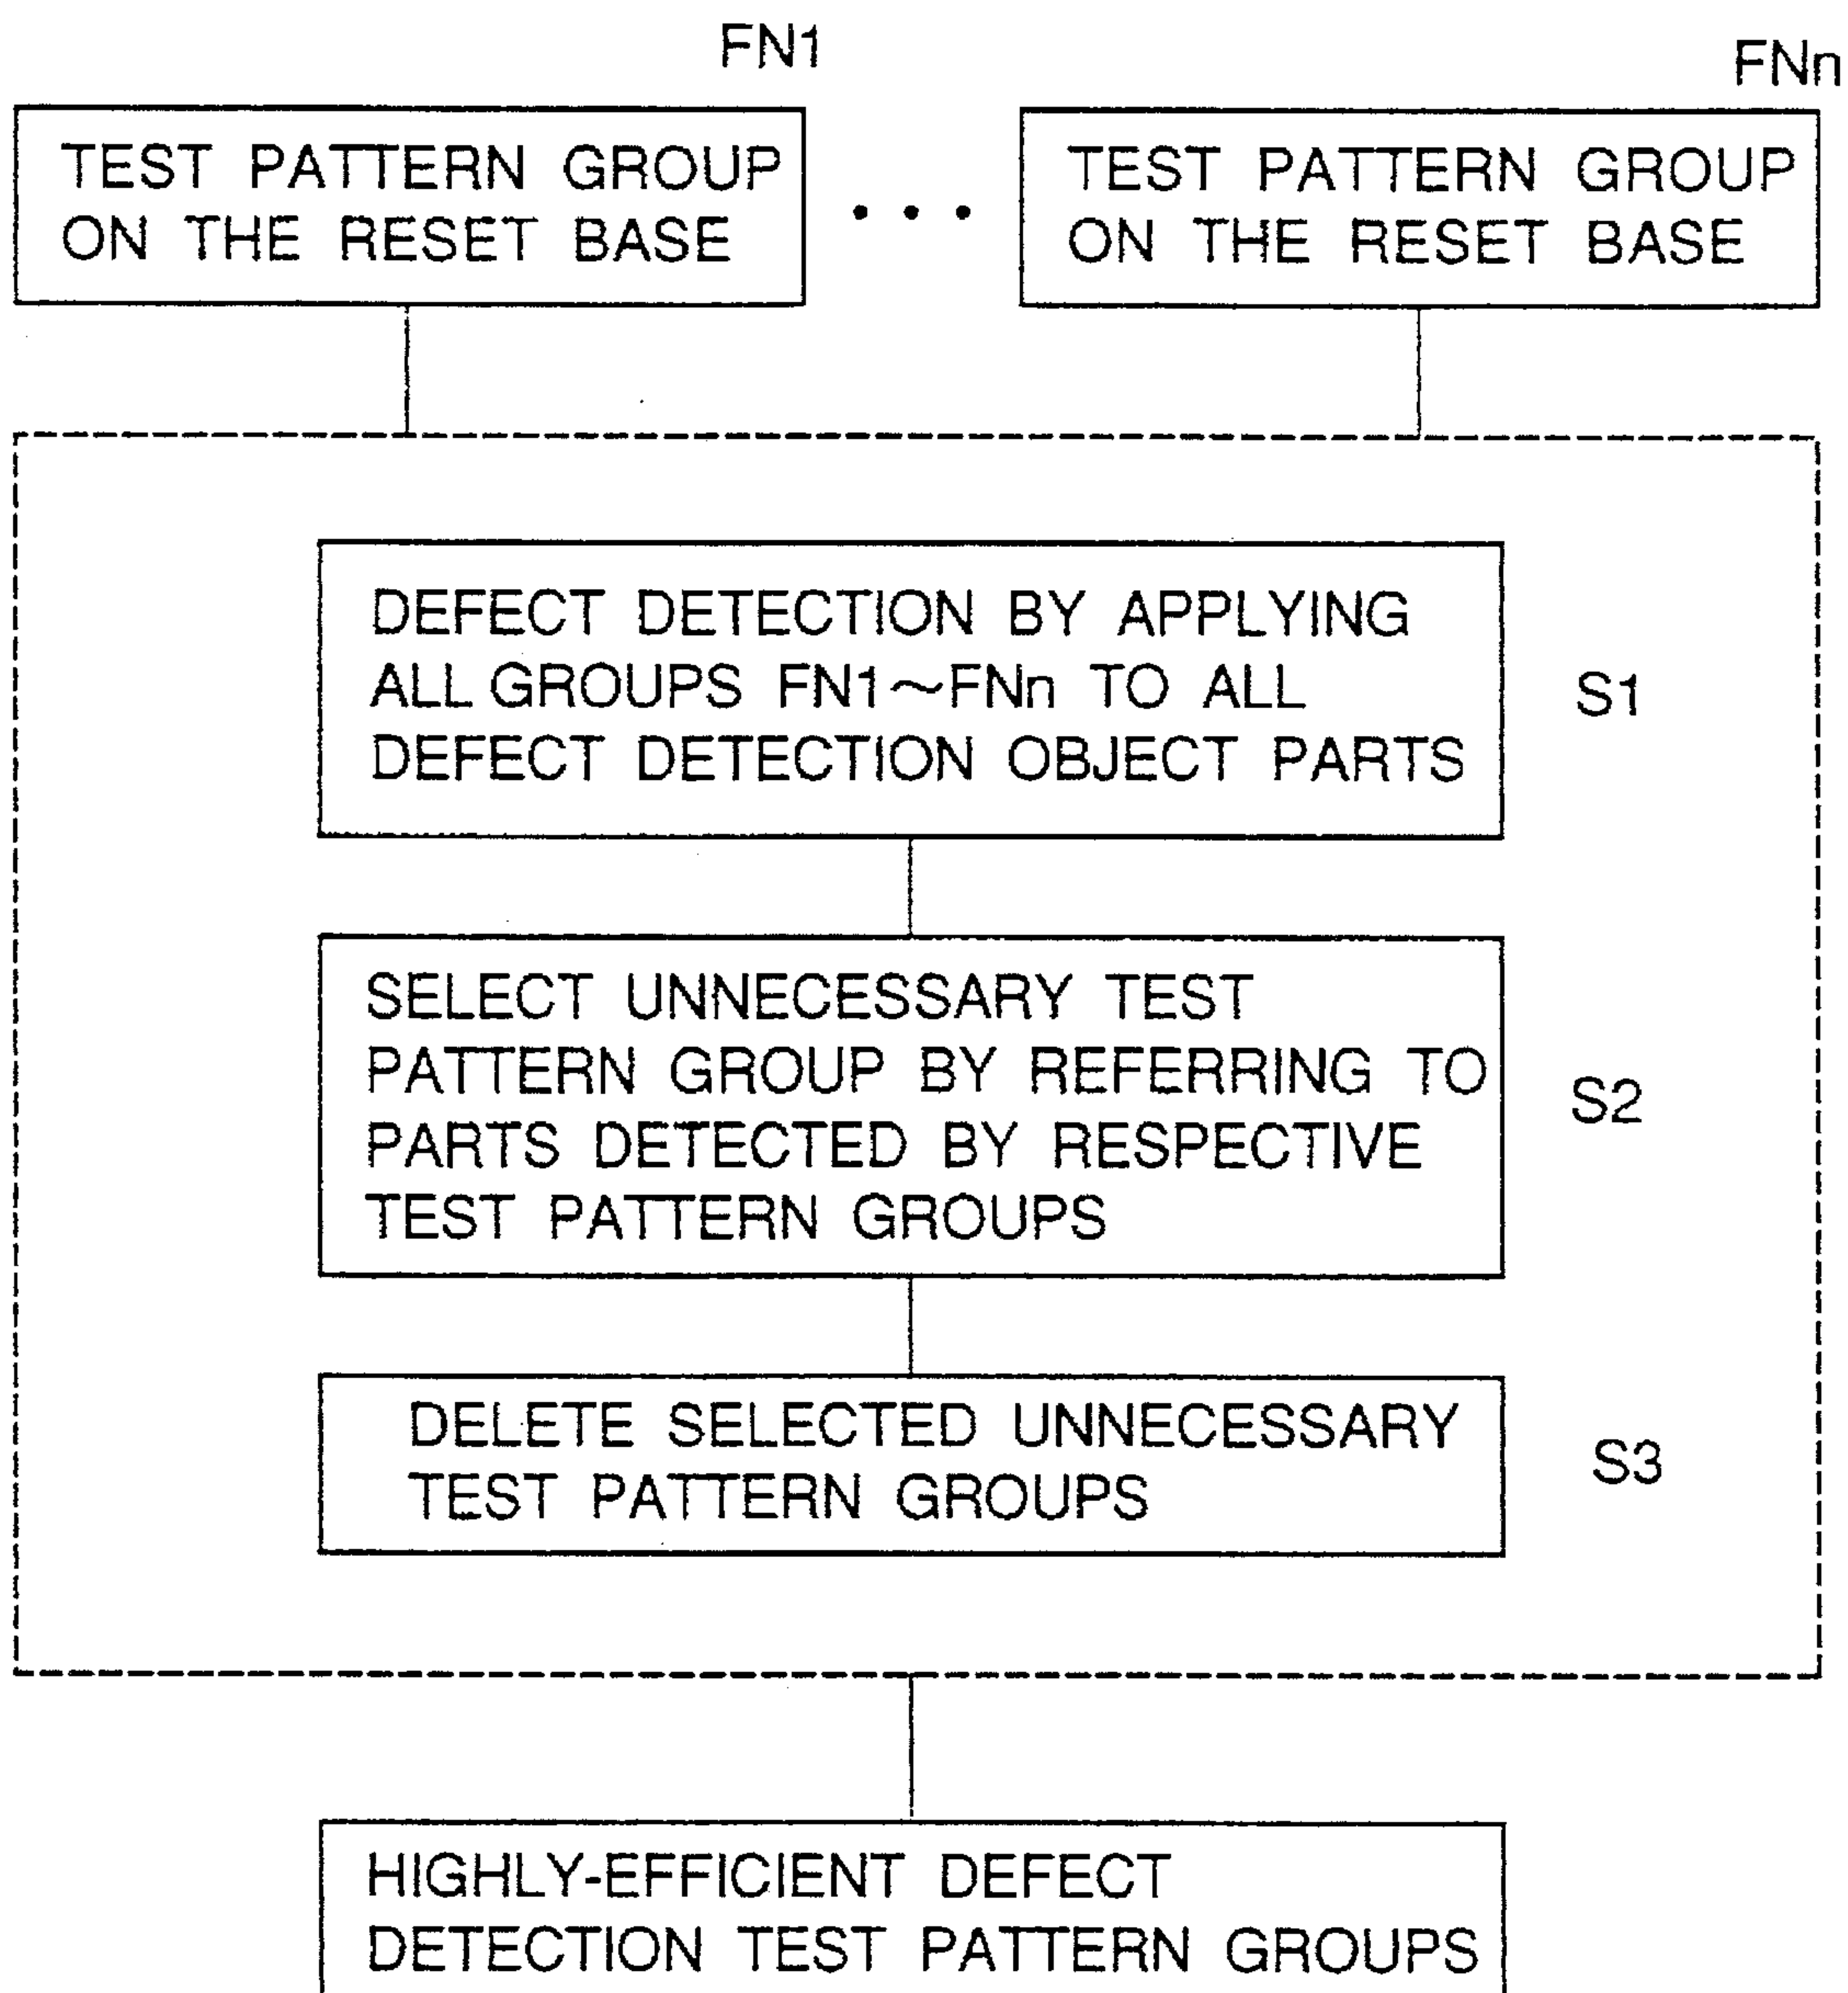 FN1
FNn
TEST PATTERN GROUP
ON THE RESET BASE
• • •
TEST PATTERN GROUP
ON THE RESET BASE
DEFECT DETECTION BY APPLYING
ALL GROUPS FN1~FNn TO ALL
DEFECT DETECTION OBJECT PARTS
S1
SELECT UNNECESSARY TEST
PATTERN GROUP BY REFERRING TO
PARTS DETECTED BY RESPECTIVE
TEST PATTERN GROUPS
S2
DELETE SELECTED UNNECESSARY
TEST PATTERN GROUPS
S3
HIGHLY-EFFICIENT DEFECT
DETECTION TEST PATTERN GROUPS